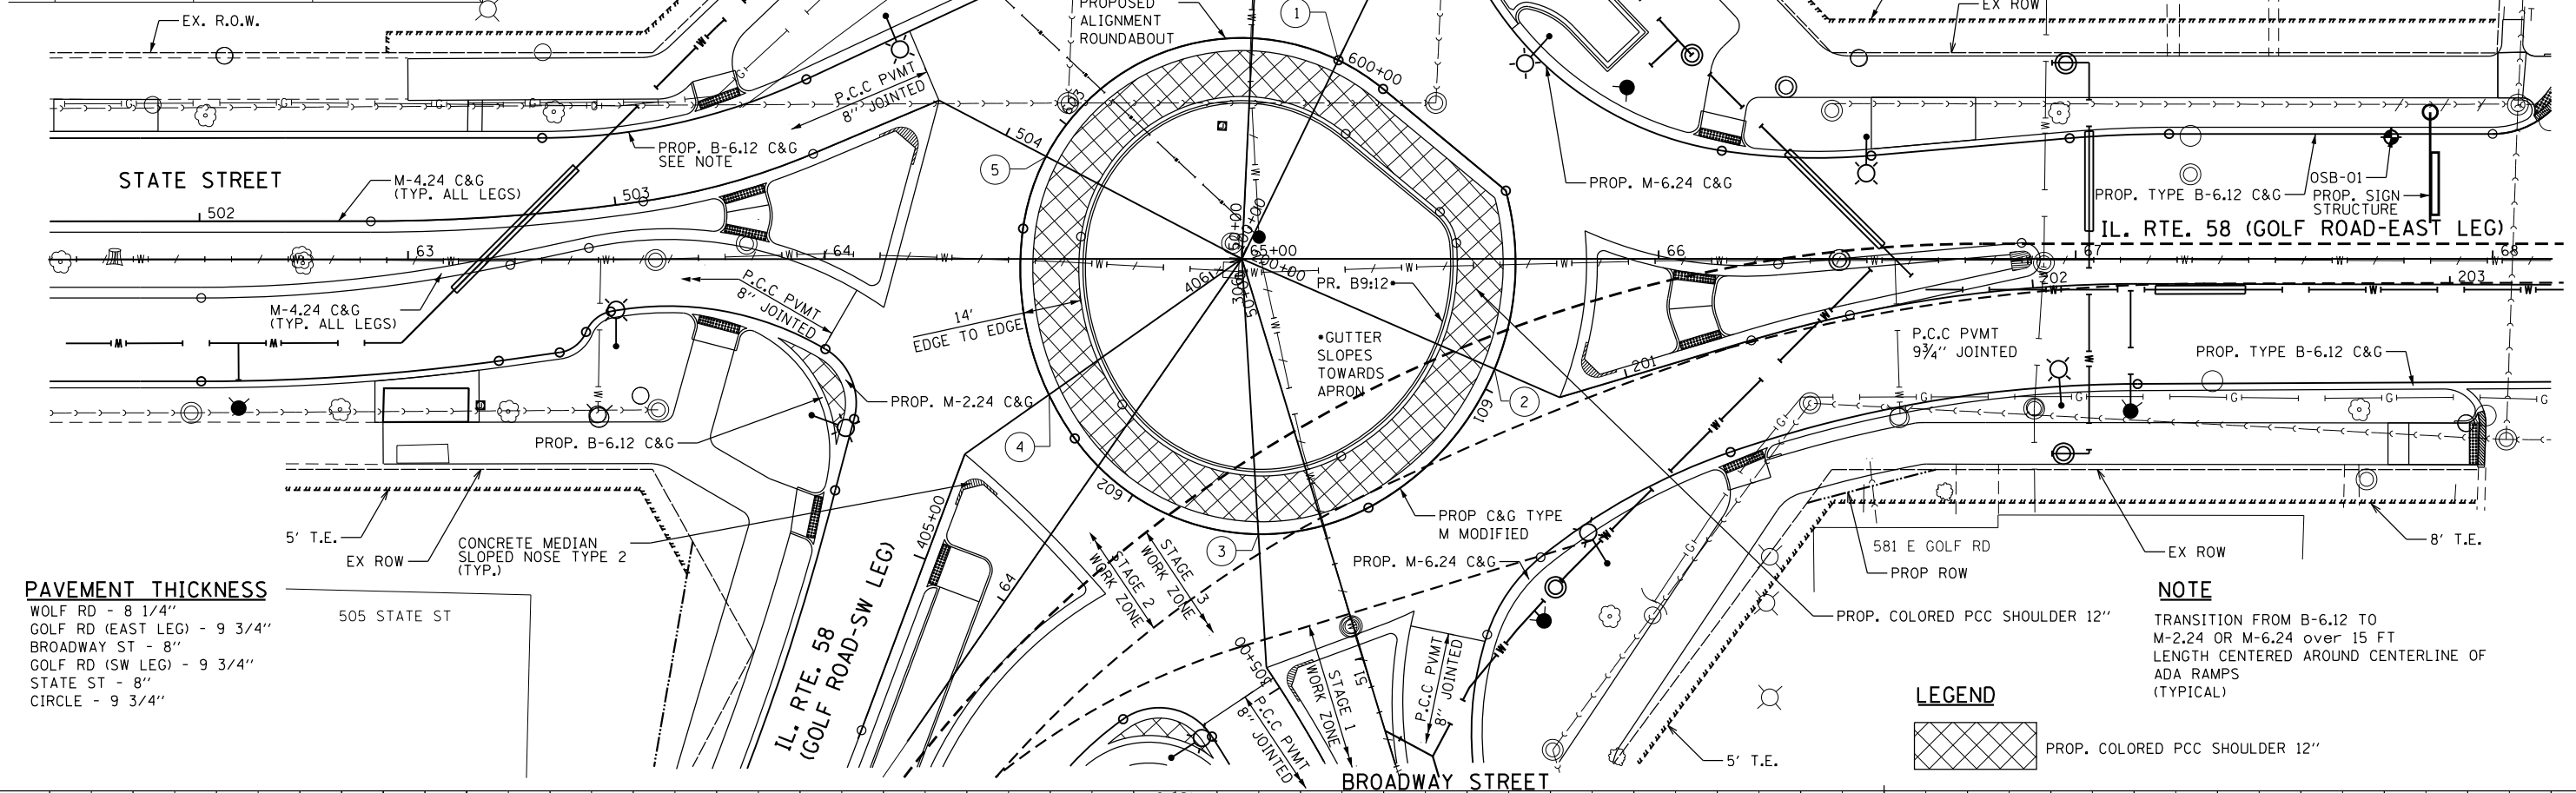 EX. R.O.W.
PROPOSED
ALIGNMENT
ROUNDABOUT
1
600+00
EX ROW
P.C.C PVMT
8" JOINTED
603
504
5
PROP. B-6.12 C&G
SEE NOTE
STATE STREET
M-4.24 C&G
(TYP. ALL LEGS)
502
503
PROP. M-6.24 C&G
OSB-01
PROP. TYPE B-6.12 C&G
PROP. SIGN
STRUCTURE
IL. RTE. 58 (GOLF ROAD-EAST LEG)
63
64
65+00
66
67
68
202
203
P.C.C PVMT
8" JOINTED
M-4.24 C&G
(TYP. ALL LEGS)
14'
EDGE TO EDGE
PR. B9:12•
•GUTTER
SLOPES
TOWARDS
APRON
201
P.C.C PVMT
9¾" JOINTED
PROP. TYPE B-6.12 C&G
PROP. M-2.24 C&G
601
2
PROP. B-6.12 C&G
4
602
405+00
5' T.E.
EX ROW
CONCRETE MEDIAN
SLOPED NOSE TYPE 2
(TYP.)
3
PROP C&G TYPE
M MODIFIED
PROP. M-6.24 C&G
581 E GOLF RD
PROP ROW
EX ROW
8' T.E.
STAGE 2
WORK ZONE
STAGE 3
WORK ZONE
64
PAVEMENT THICKNESS
WOLF RD - 8 1/4"
GOLF RD (EAST LEG) - 9 3/4"
BROADWAY ST - 8"
GOLF RD (SW LEG) - 9 3/4"
STATE ST - 8"
CIRCLE - 9 3/4"
505 STATE ST
IL. RTE. 58
(GOLF ROAD-SW LEG)
305+00
STAGE 1
WORK ZONE
51
P.C.C PVMT
8" JOINTED
P.C.C PVMT
8" JOINTED
BROADWAY STREET
PROP. COLORED PCC SHOULDER 12"
5' T.E.
NOTE
TRANSITION FROM B-6.12 TO
M-2.24 OR M-6.24 over 15 FT
LENGTH CENTERED AROUND CENTERLINE OF
ADA RAMPS
(TYPICAL)
LEGEND
PROP. COLORED PCC SHOULDER 12"